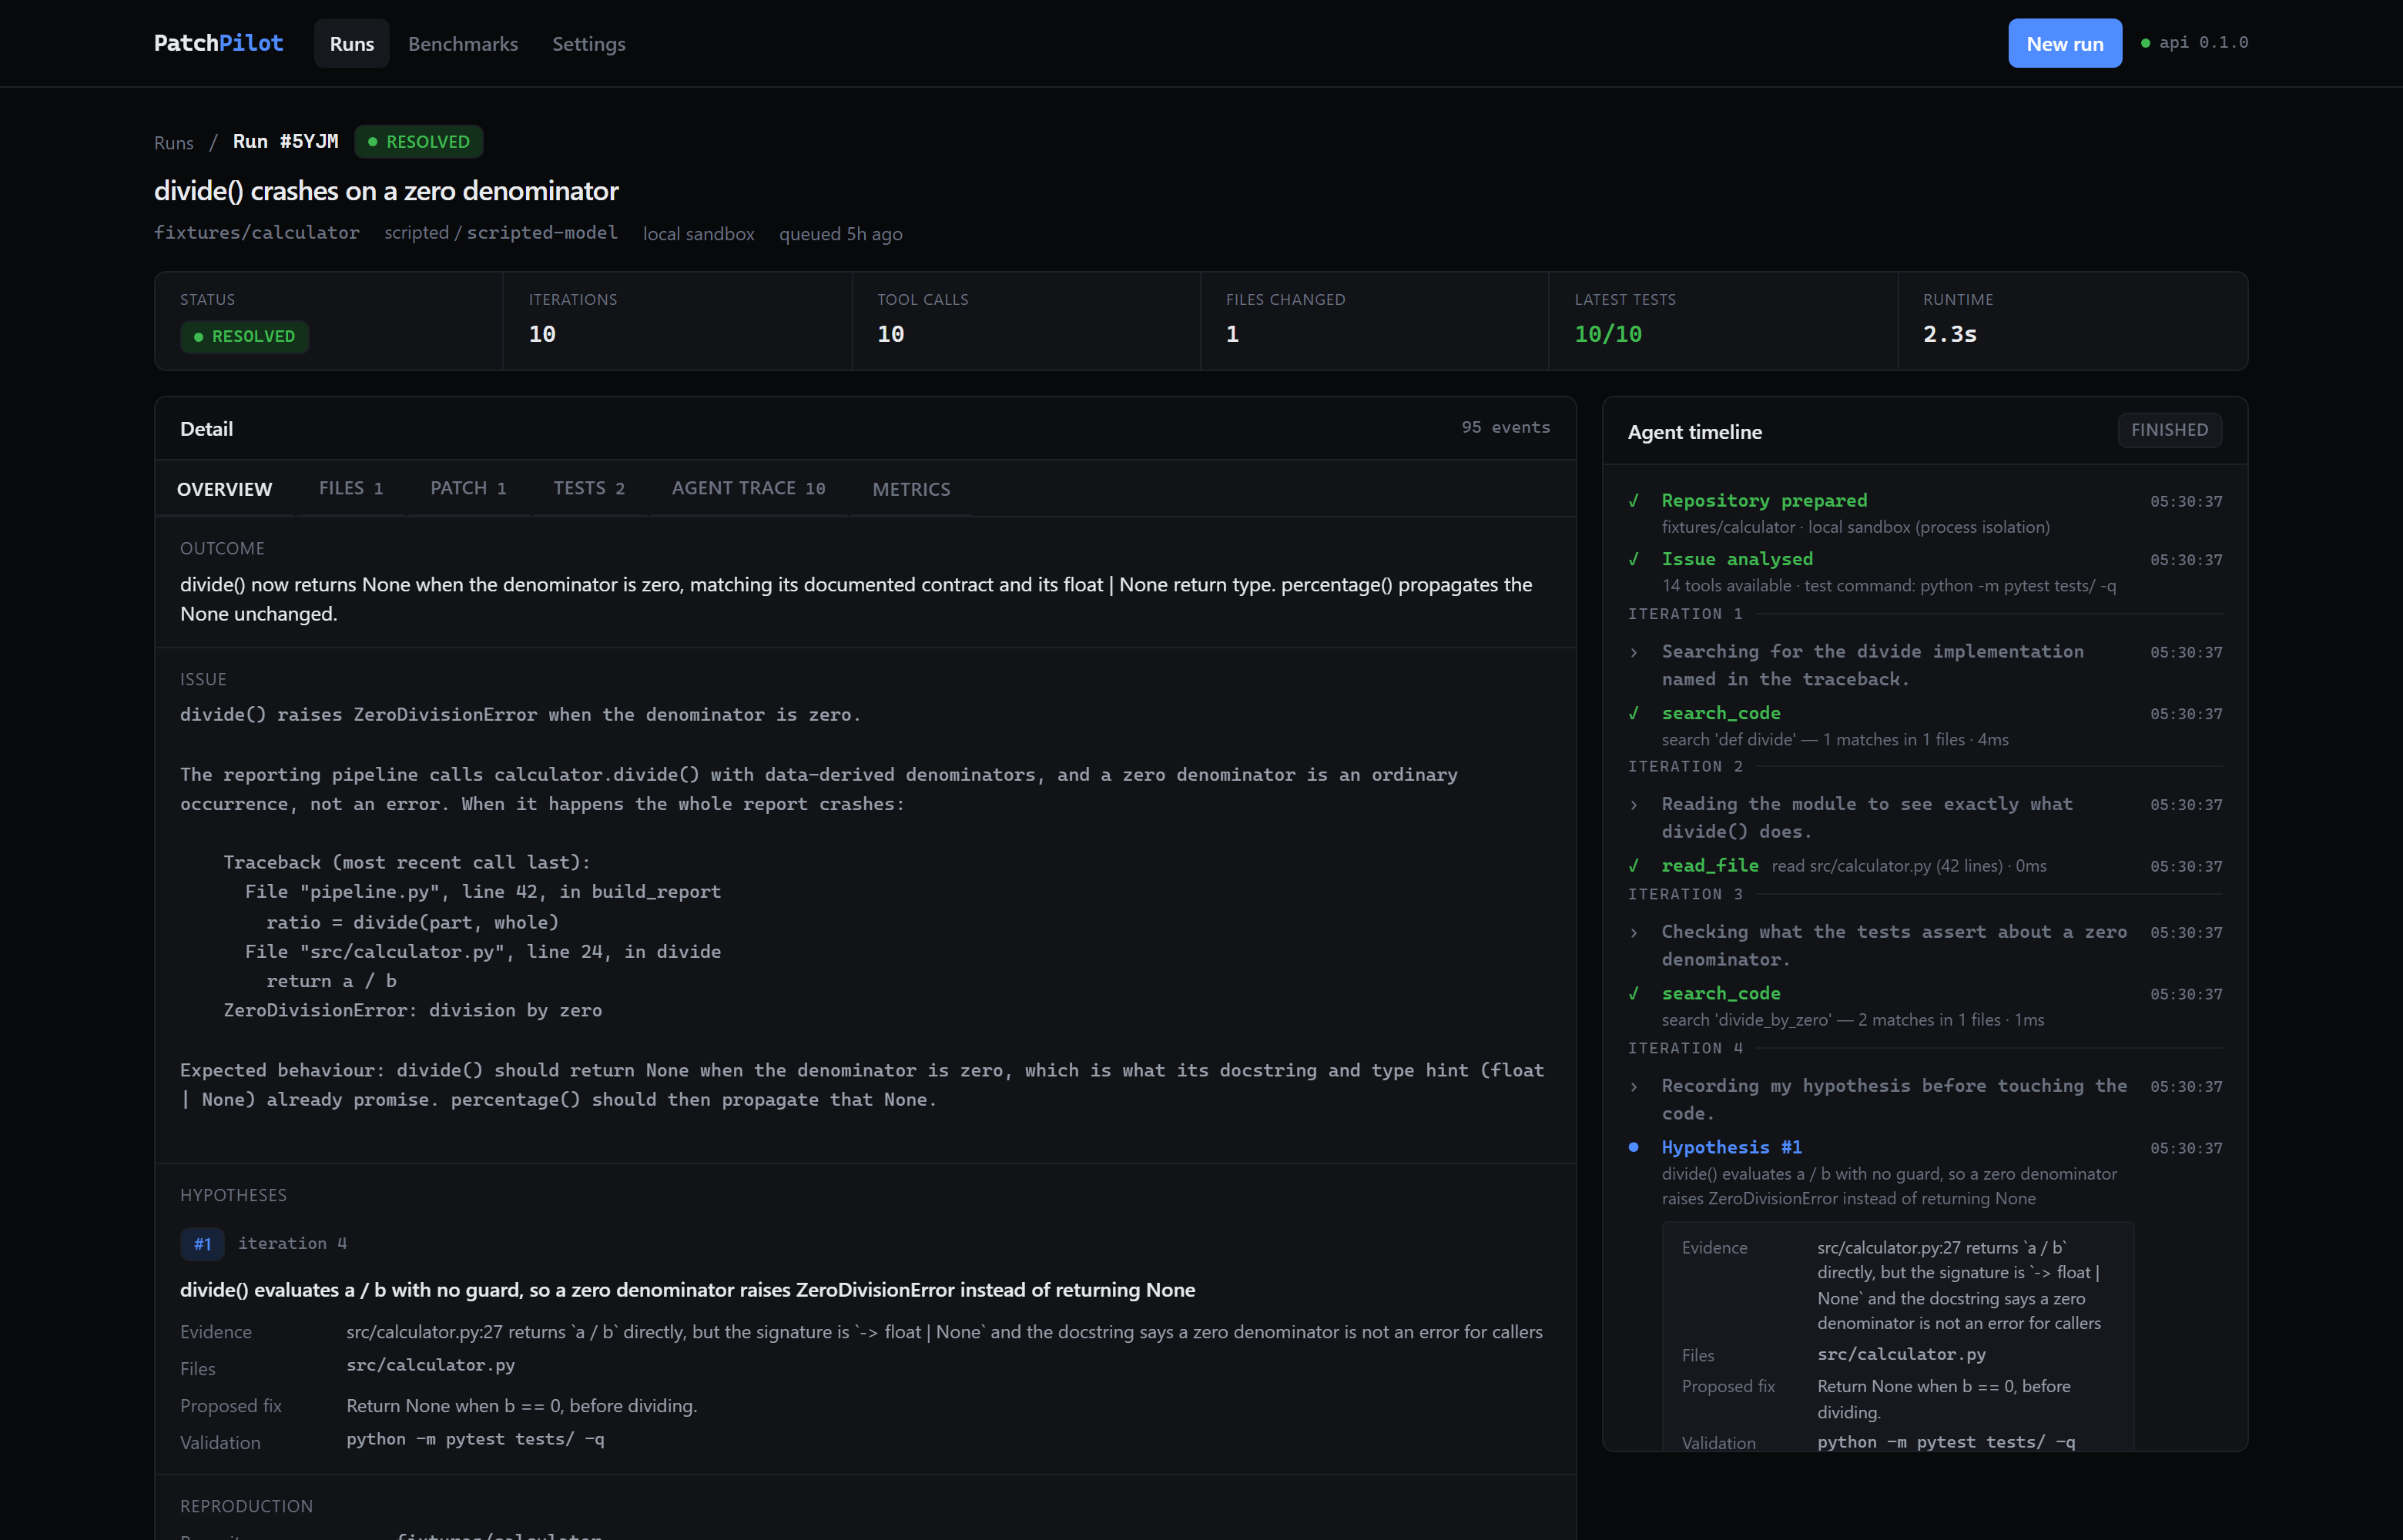 PatchPilot Runs Benchmarks Settings New run api 0.1.0
Runs / Run #5YJM RESOLVED
divide() crashes on a zero denominator
fixtures/calculator scripted / scripted-model local sandbox queued 5h ago
STATUS ITERATIONS TOOL CALLS FILES CHANGED LATEST TESTS RUNTIME
RESOLVED 10 10 1 10/10 2.3s
Detail 95 events
OVERVIEW FILES 1 PATCH 1 TESTS 2 AGENT TRACE 10 METRICS
OUTCOME
divide() now returns None when the denominator is zero, matching its documented contract and its float | None return type. percentage() propagates the
None unchanged.
ISSUE
divide() raises ZeroDivisionError when the denominator is zero.
The reporting pipeline calls calculator.divide() with data-derived denominators, and a zero denominator is an ordinary
occurrence, not an error. When it happens the whole report crashes:
Traceback (most recent call last):
File "pipeline.py", line 42, in build_report
ratio = divide(part, whole)
File "src/calculator.py", line 24, in divide
return a / b
ZeroDivisionError: division by zero
Expected behaviour: divide() should return None when the denominator is zero, which is what its docstring and type hint (float
| None) already promise. percentage() should then propagate that None.
HYPOTHESES
#1 iteration 4
divide() evaluates a / b with no guard, so a zero denominator raises ZeroDivisionError instead of returning None
Evidence src/calculator.py:27 returns `a / b` directly, but the signature is `-> float | None` and the docstring says a zero denominator is not an error for callers
Files src/calculator.py
Proposed fix Return None when b == 0, before dividing.
Validation python -m pytest tests/ -q
REPRODUCTION
Agent timeline FINISHED
✓ Repository prepared 05:30:37
fixtures/calculator · local sandbox (process isolation)
✓ Issue analysed 05:30:37
14 tools available · test command: python -m pytest tests/ -q
ITERATION 1
› Searching for the divide implementation 05:30:37
named in the traceback.
✓ search_code 05:30:37
search 'def divide' — 1 matches in 1 files · 4ms
ITERATION 2
› Reading the module to see exactly what 05:30:37
divide() does.
✓ read_file read src/calculator.py (42 lines) · 0ms 05:30:37
ITERATION 3
› Checking what the tests assert about a zero 05:30:37
denominator.
✓ search_code 05:30:37
search 'divide_by_zero' — 2 matches in 1 files · 1ms
ITERATION 4
› Recording my hypothesis before touching the 05:30:37
code.
Hypothesis #1 05:30:37
divide() evaluates a / b with no guard, so a zero denominator
raises ZeroDivisionError instead of returning None
Evidence src/calculator.py:27 returns `a / b`
directly, but the signature is `-> float |
None` and the docstring says a zero
denominator is not an error for callers
Files src/calculator.py
Proposed fix Return None when b == 0, before
dividing.
Validation python -m pytest tests/ -q